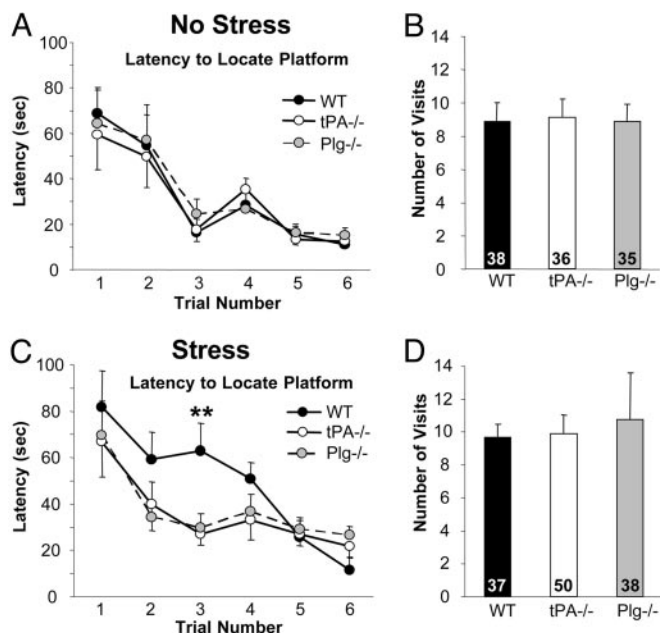 A
No Stress
Latency to Locate Platform
WT
tPA-/-
Plg-/-
Latency (sec)
100
80
60
40
20
0
1 2 3 4 5 6
Trial Number
B
Number of Visits
14
12
10
8
6
4
2
0
38 36 35
WT tPA-/- Plg-/-
C
Stress
Latency to Locate Platform
**
WT
tPA-/-
Plg-/-
Latency (sec)
100
80
60
40
20
0
1 2 3 4 5 6
Trial Number
D
Number of Visits
14
12
10
8
6
4
2
0
37 50 38
WT tPA-/- Plg-/-